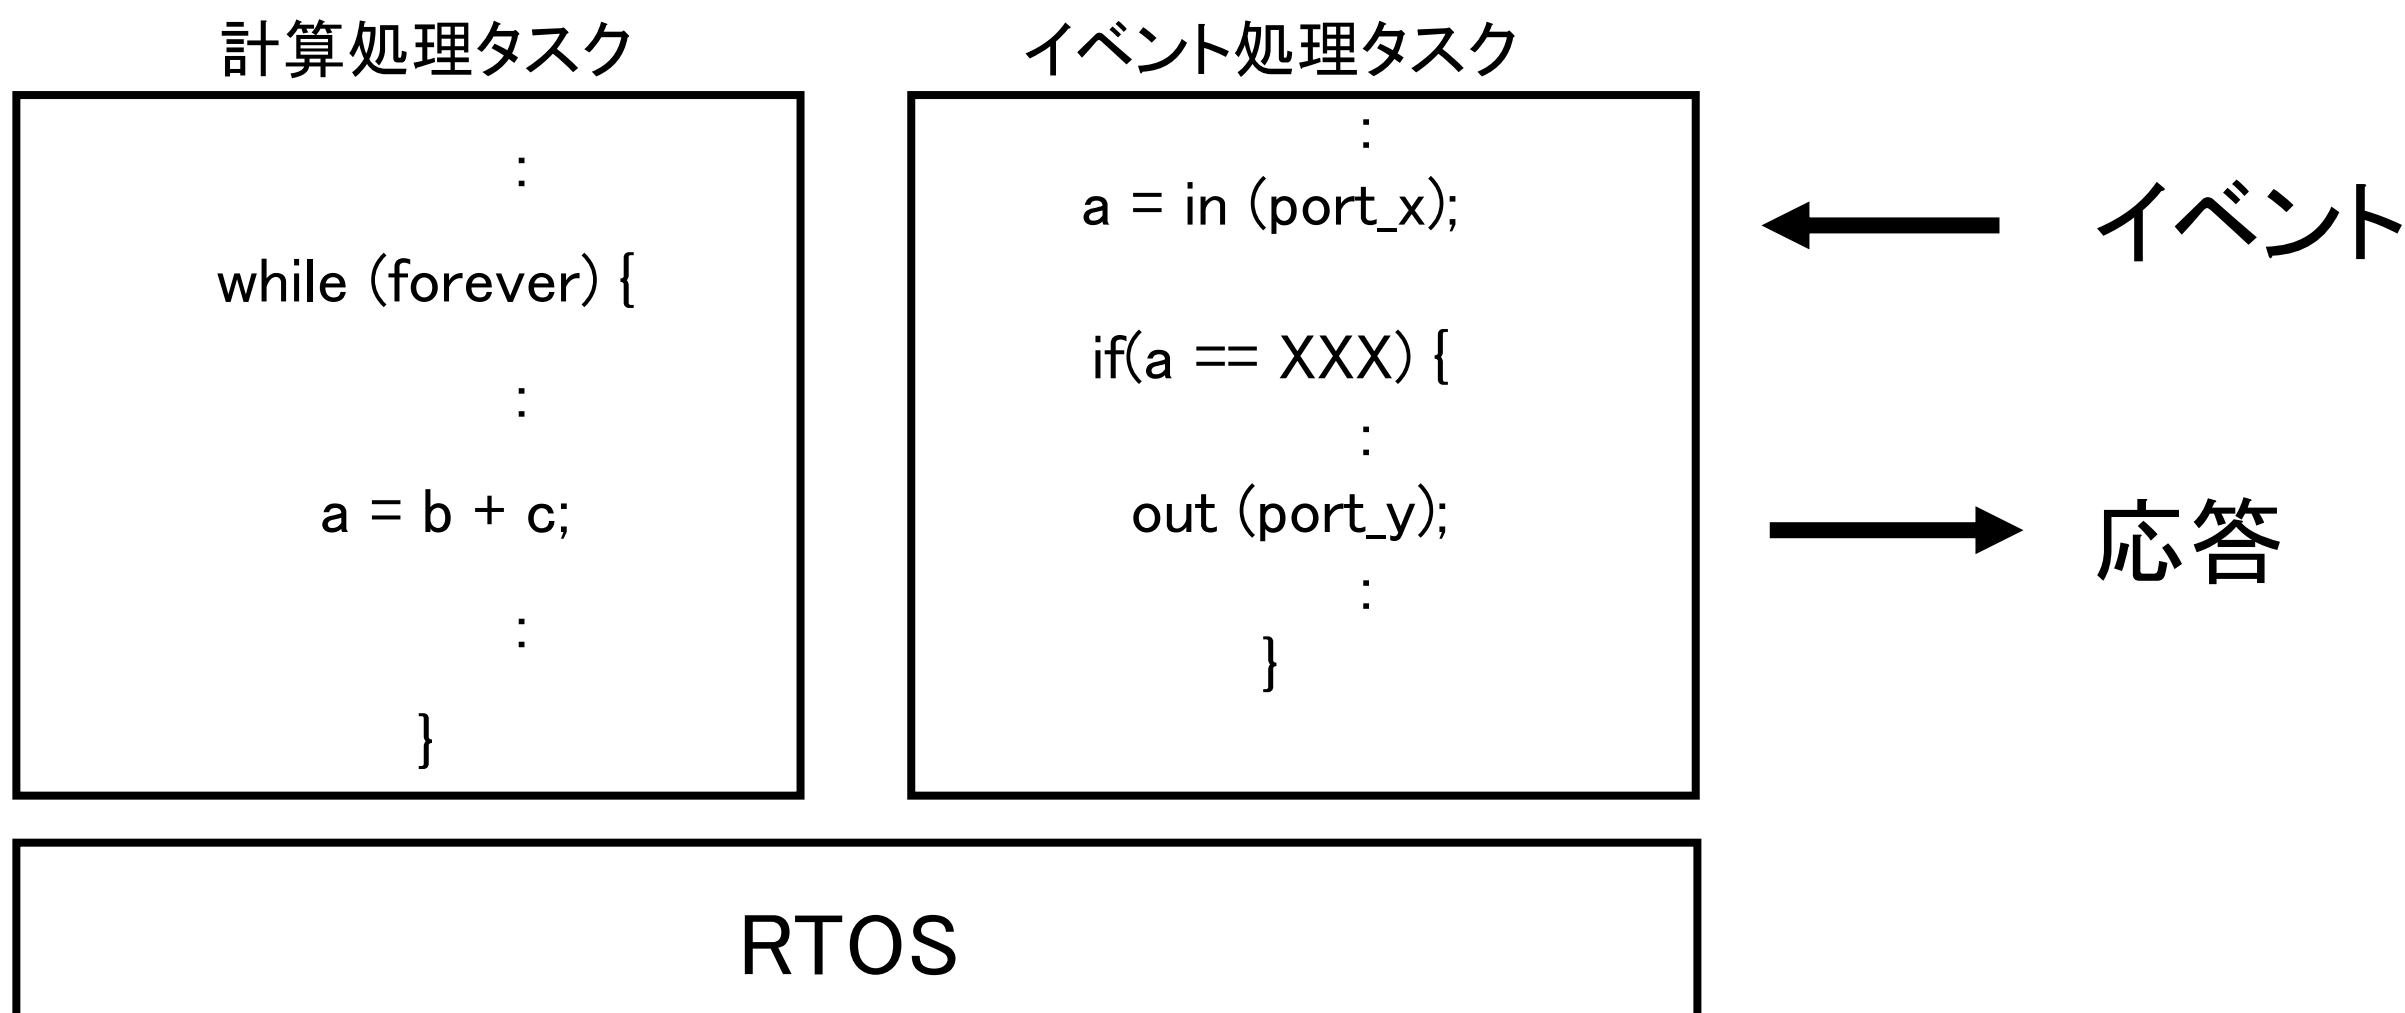 計算処理タスク
:
while (forever) {
:
a = b + c;
:
}
イベント処理タスク
:
a = in (port_x);
if(a == XXX) {
:
out (port_y);
:
}
イベント
応答
RTOS